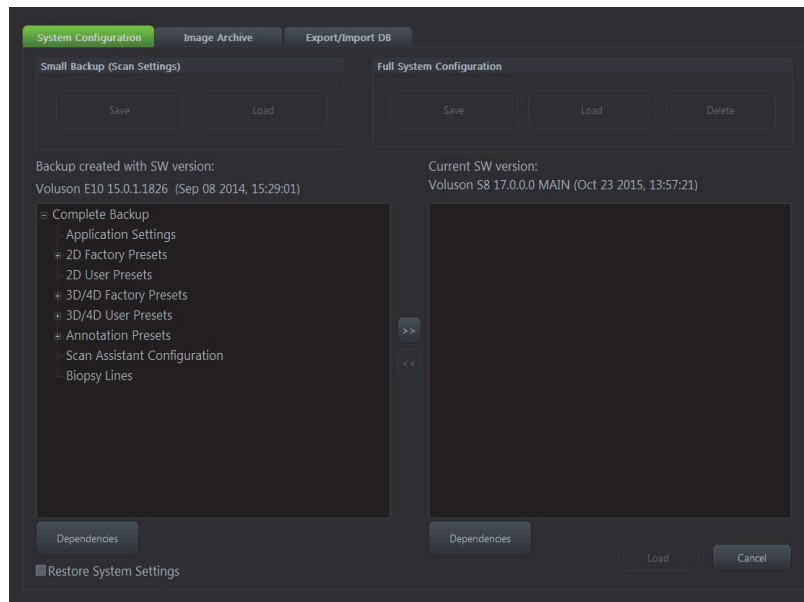 System Configuration Image Archive Export/Import DB
Small Backup (Scan Settings) Full System Configuration
Save Load Save Load Delete
Backup created with SW version: Current SW version:
Voluson E10 15.0.1.1826 (Sep 08 2014, 15:29:01) Voluson S8 17.0.0.0 MAIN (Oct 23 2015, 13:57:21)
Complete Backup
Application Settings
2D Factory Presets
2D User Presets
3D/4D Factory Presets
3D/4D User Presets
Annotation Presets
Scan Assistant Configuration
Biopsy Lines
>>
<<
Dependencies Dependencies
Load Cancel
Restore System Settings